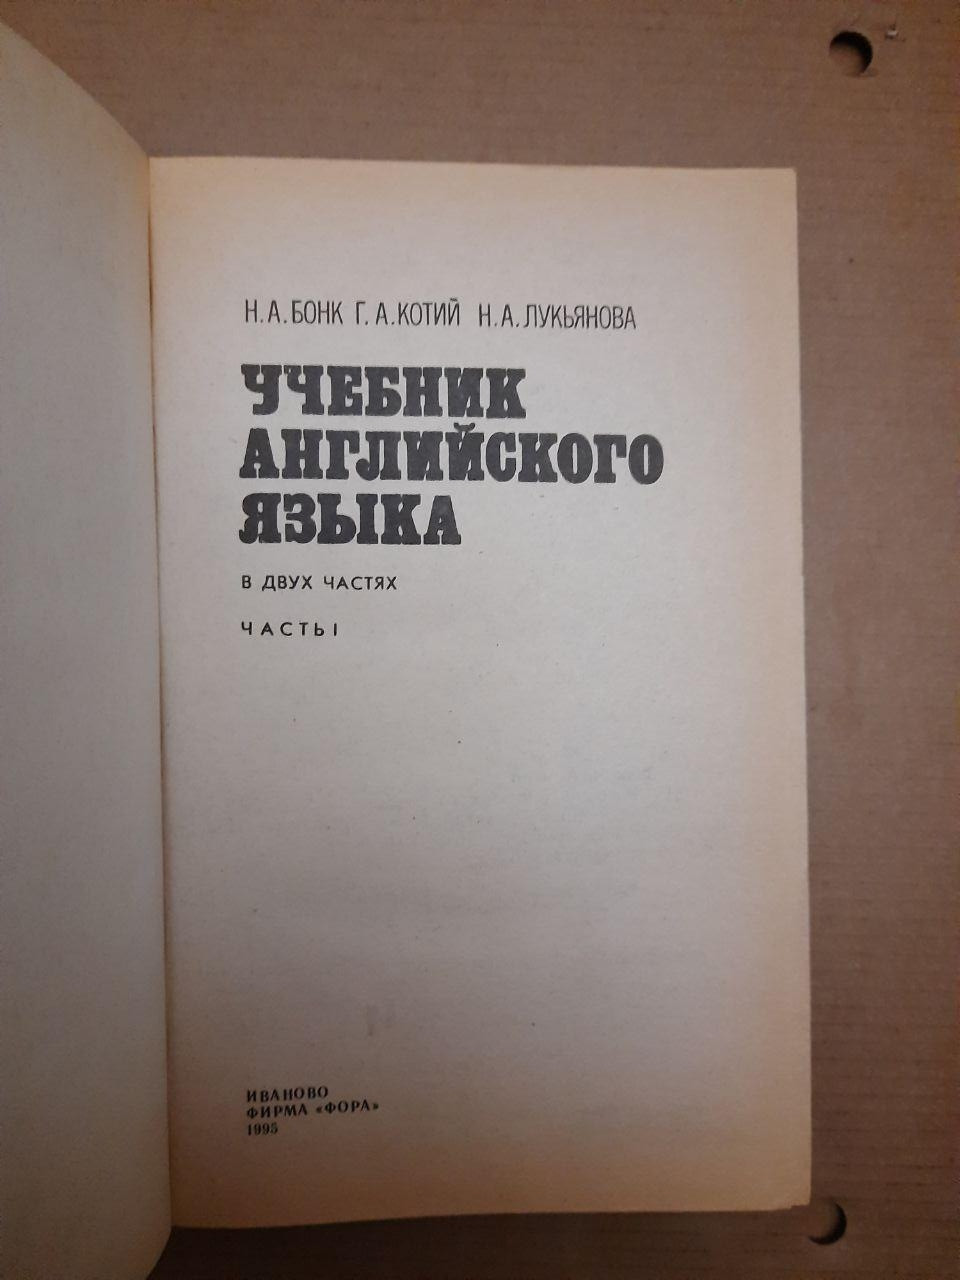 Н.А.БОНК Г.А.КОТИЙ Н.А.ЛУКЬЯНОВА
УЧЕБНИК
АНГЛИЙСКОГО
ЯЗЫКА
В ДВУХ ЧАСТЯХ
ЧАСТЬ I
ИВАНОВО
ФИРМА «ФОРА»
1995